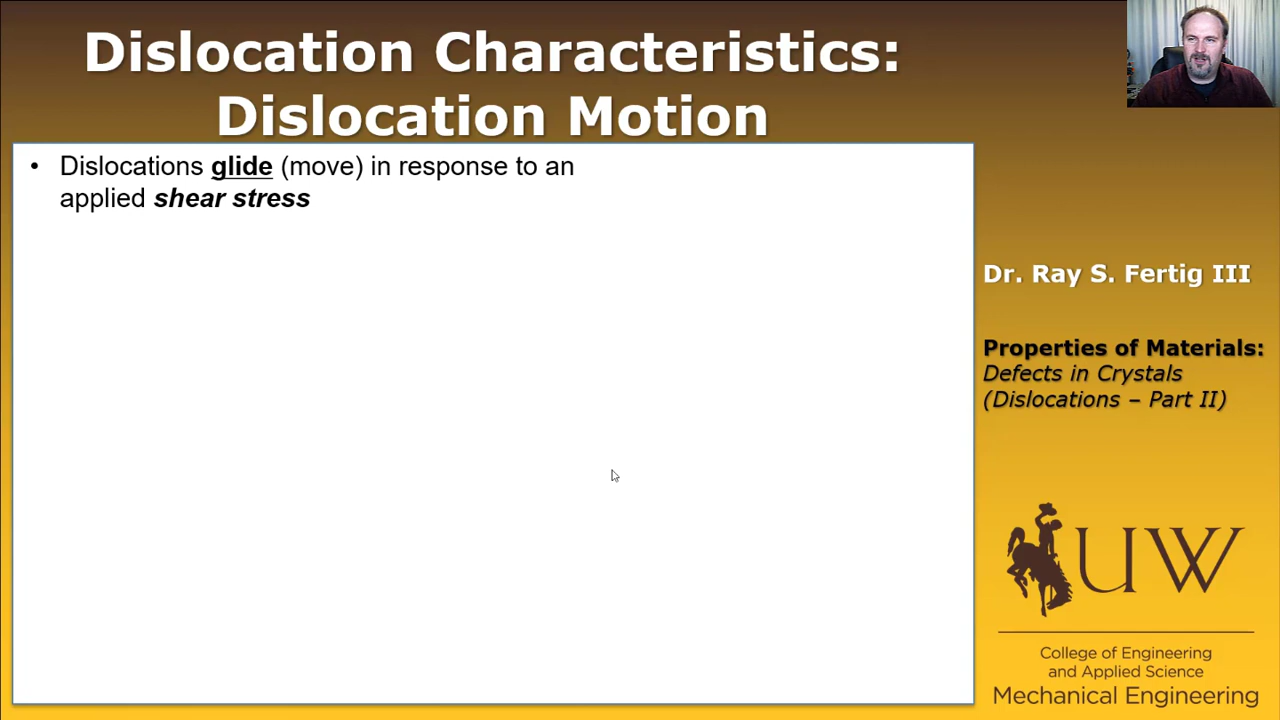 Dislocation Characteristics:
Dislocation Motion
• Dislocations glide (move) in response to an
applied shear stress
Dr. Ray S. Fertig III
Properties of Materials:
Defects in Crystals
(Dislocations – Part II)
UW
College of Engineering
and Applied Science
Mechanical Engineering